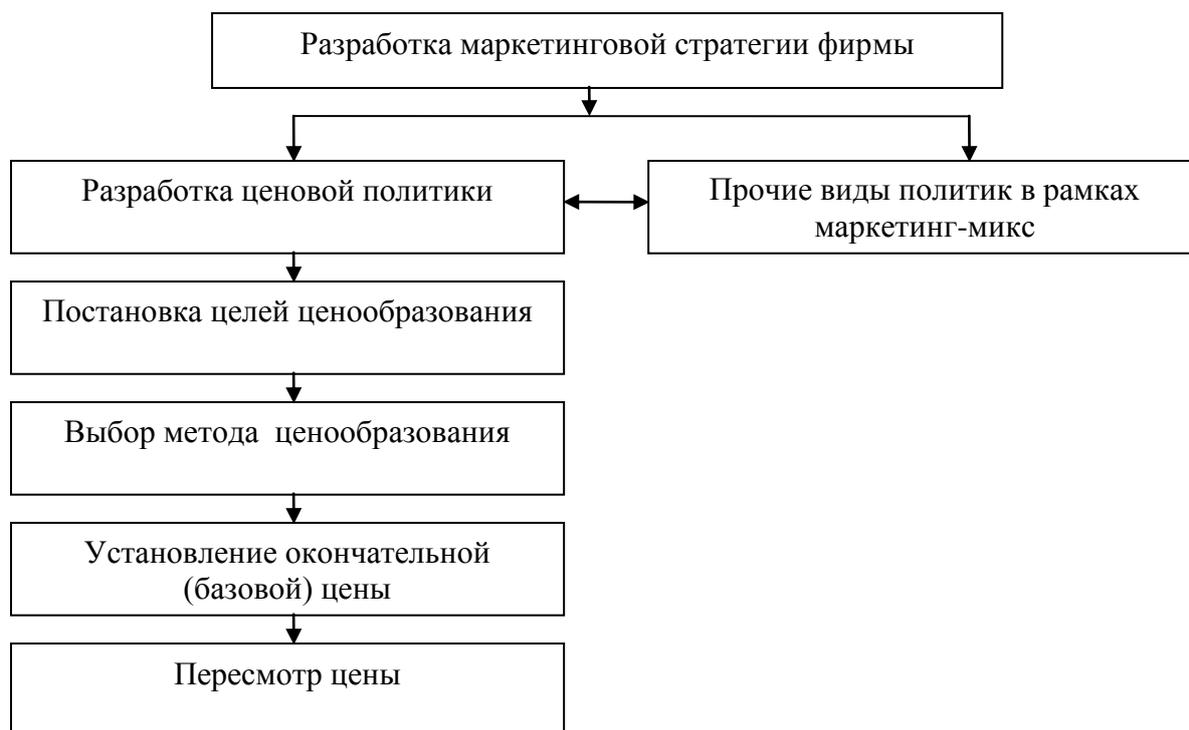 Разработка маркетинговой стратегии фирмы
Разработка ценовой политики
Прочие виды политик в рамках
маркетинг-микс
Постановка целей ценообразования
Выбор метода ценообразования
Установление окончательной
(базовой) цены
Пересмотр цены